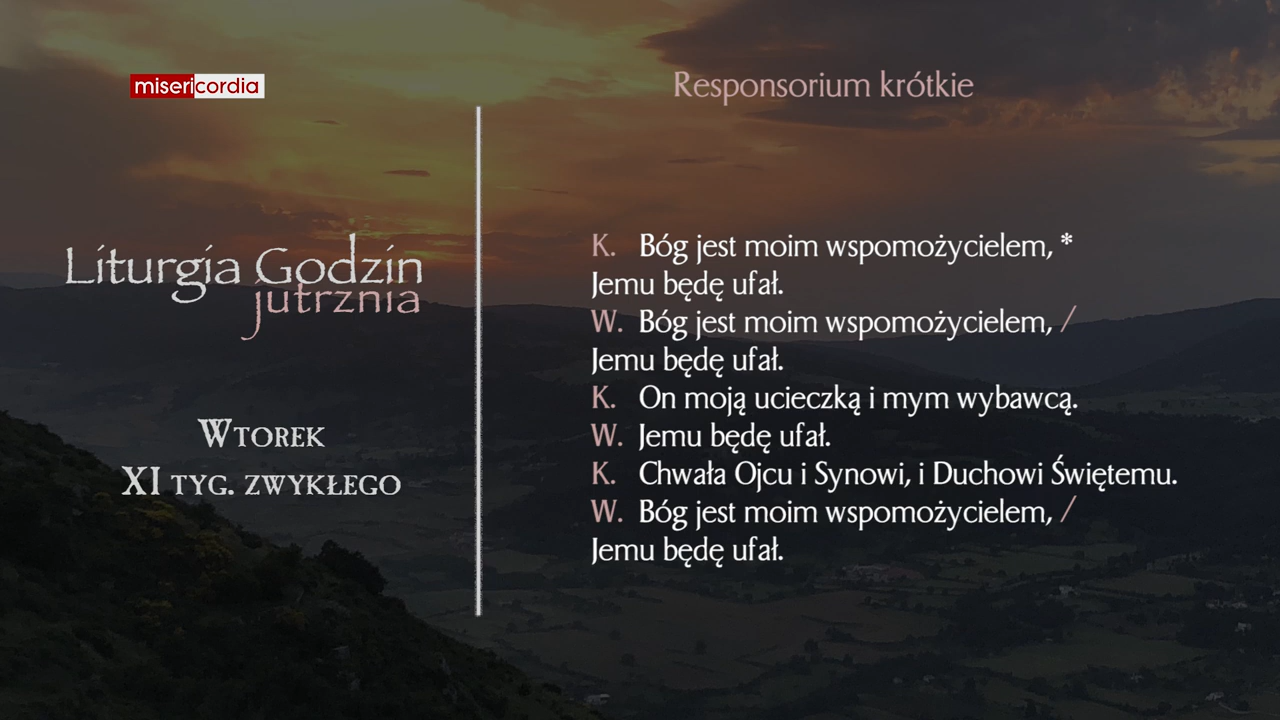 misericordia
Liturgia Godzin
jutrznia
Wtorek
XI tyg. zwykłego
Responsorium krótkie
K. Bóg jest moim wspomożycielem, *
Jemu będę ufał.
W. Bóg jest moim wspomożycielem, /
Jemu będę ufał.
K. On moją ucieczką i mym wybawcą.
W. Jemu będę ufał.
K. Chwała Ojcu i Synowi, i Duchowi Świętemu.
W. Bóg jest moim wspomożycielem, /
Jemu będę ufał.